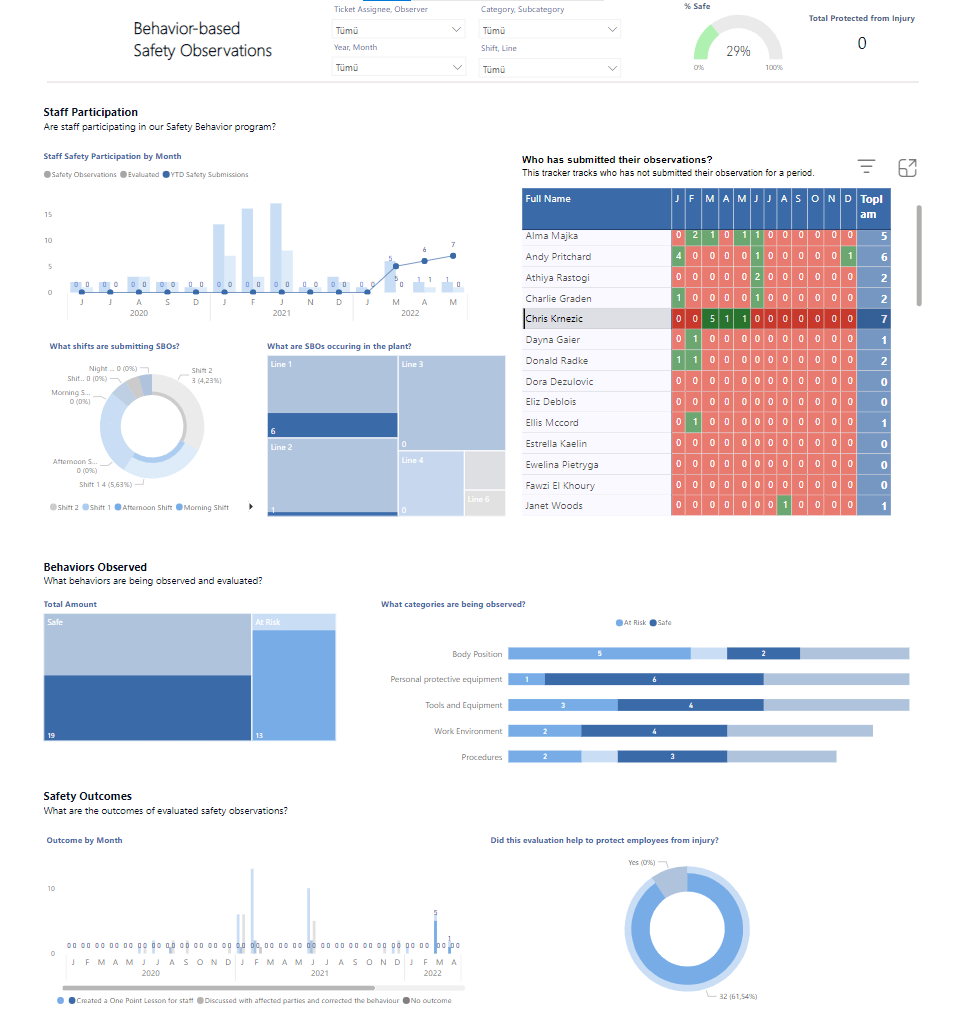 Behavior-based
Safety Observations
Ticket Assignee, Observer
Tümü
Category, Subcategory
Tümü
Year, Month
Tümü
Shift, Line
Tümü
% Safe
29%
0%
100%
Total Protected from Injury
0
Staff Participation
Are staff participating in our Safety Behavior program?
Staff Safety Participation by Month
Safety Observations Evaluated YTD Safety Submissions
15
10
5
0
5 6 7
5 1 1
J J A S D J F J N D J M A M
2020 2021 2022
What shifts are submitting SBOs?
Night ... 0 (0%)
Shit... 0 (0%)
Morning S...
0 (0%)
Afternoon S...
0 (0%)
Shift 1 4 (5,63%)
Shift 2
3 (4,23%)
Shift 2 Shift 1 Afternoon Shift Morning Shift
What are SBOs occuring in the plant?
Line 1
6
Line 2
1
Line 3
0
Line 4
0
Line 6
Who has submitted their observations?
This tracker tracks who has not submitted their observation for a period.
Full Name J F M A M J J A S O N D Topl
am
Alma Majka 0 2 1 0 1 1 0 0 0 0 0 0 5
Andy Pritchard 4 0 0 0 0 1 0 0 0 0 0 1 6
Athiya Rastogi 0 0 0 0 0 2 0 0 0 0 0 0 2
Charlie Graden 1 0 0 0 0 1 0 0 0 0 0 0 2
Chris Krnezic 0 0 5 1 1 0 0 0 0 0 0 0 7
Dayna Gaier 0 1 0 0 0 0 0 0 0 0 0 0 1
Donald Radke 1 1 0 0 0 0 0 0 0 0 0 0 2
Dora Dezulovic 0 0 0 0 0 0 0 0 0 0 0 0 0
Eliz Deblois 0 0 0 0 0 0 0 0 0 0 0 0 0
Ellis Mccord 0 1 0 0 0 0 0 0 0 0 0 0 1
Estrella Kaelin 0 0 0 0 0 0 0 0 0 0 0 0 0
Ewelina Pietryga 0 0 0 0 0 0 0 0 0 0 0 0 0
Fawzi El Khoury 0 0 0 0 0 0 0 0 0 0 0 0 0
Janet Woods 0 0 0 0 0 0 0 1 0 0 0 0 1
Behaviors Observed
What behaviors are being observed and evaluated?
Total Amount
Safe
19
At Risk
13
What categories are being observed?
At Risk Safe
Body Position 5 2
Personal protective equipment 1 6
Tools and Equipment 3 4
Work Environment 2 4
Procedures 2 3
Safety Outcomes
What are the outcomes of evaluated safety observations?
Outcome by Month
10
0
5
1
J F M A M J J A S O N D J F M A M J J A S O N D J F M A
2020 2021 2022
Created a One Point Lesson for staff Discussed with affected parties and corrected the behaviour No outcome
Did this evaluation help to protect employees from injury?
Yes (0%)
32 (61,54%)